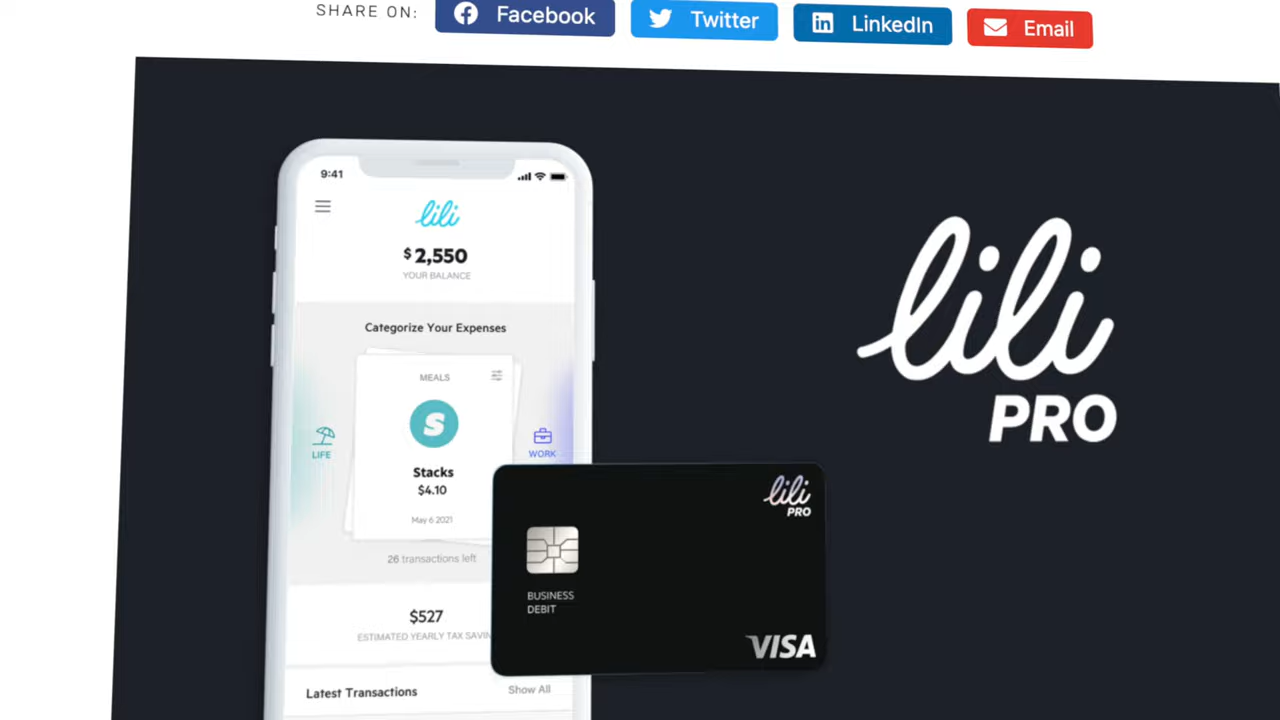 SHARE ON:
Facebook
Twitter
LinkedIn
Email
9:41
lili
$2,550
YOUR BALANCE
Categorize Your Expenses
MEALS
S
LIFE
WORK
Stacks
$4.10
May 6 2021
26 transactions left
$527
ESTIMATED YEARLY TAX SAVIN
Latest Transactions
Show All
lili
PRO
BUSINESS
DEBIT
VISA
lili
PRO